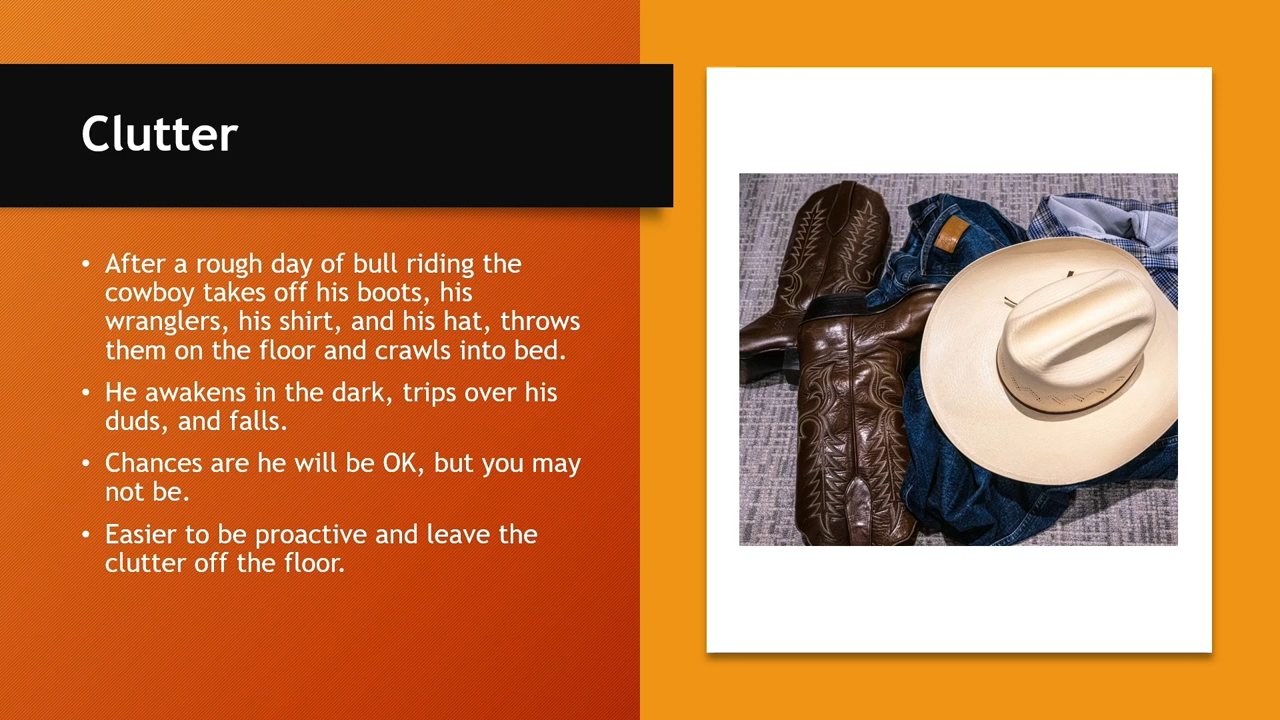 Clutter
• After a rough day of bull riding the
cowboy takes off his boots, his
wranglers, his shirt, and his hat, throws
them on the floor and crawls into bed.
• He awakens in the dark, trips over his
duds, and falls.
• Chances are he will be OK, but you may
not be.
• Easier to be proactive and leave the
clutter off the floor.